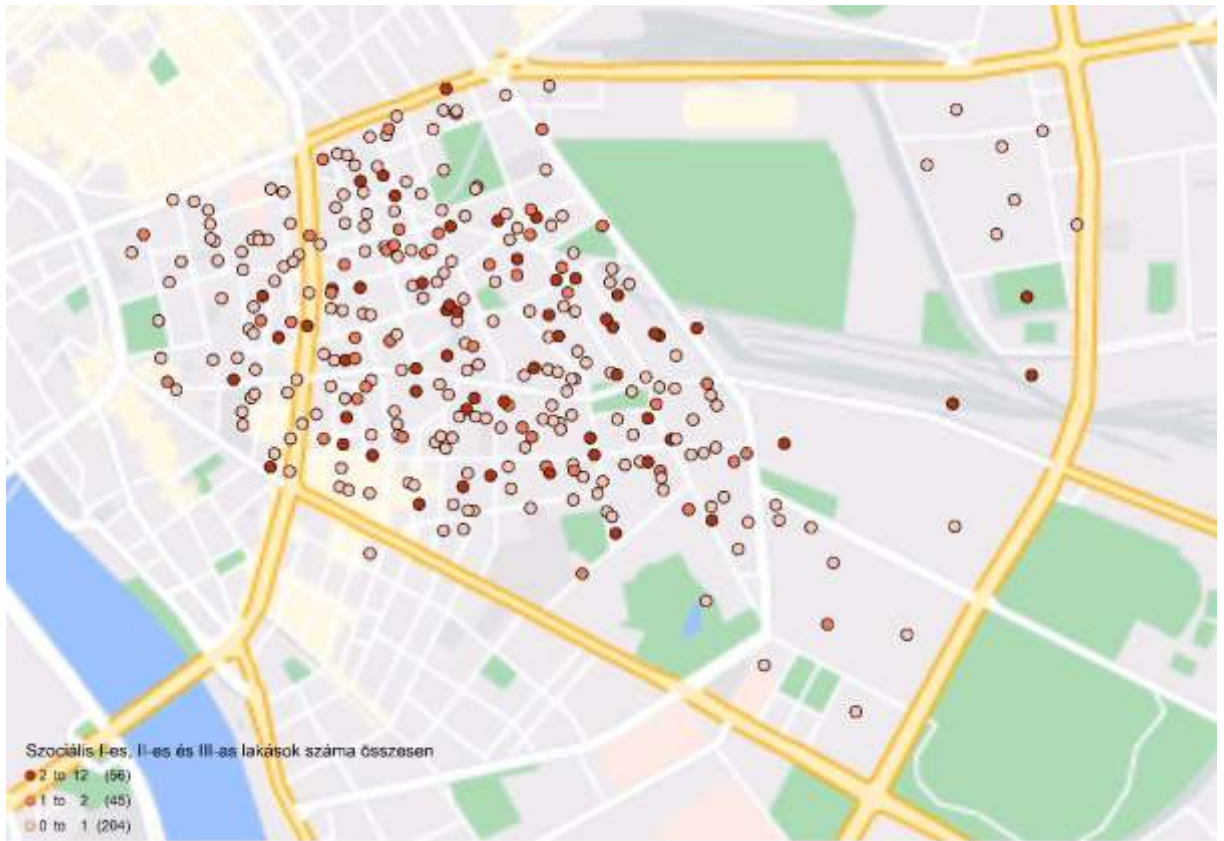 Szociális I-es, II-es és III-as lakások száma összesen
2 to 12 (56)
1 to 2 (45)
0 to 1 (204)